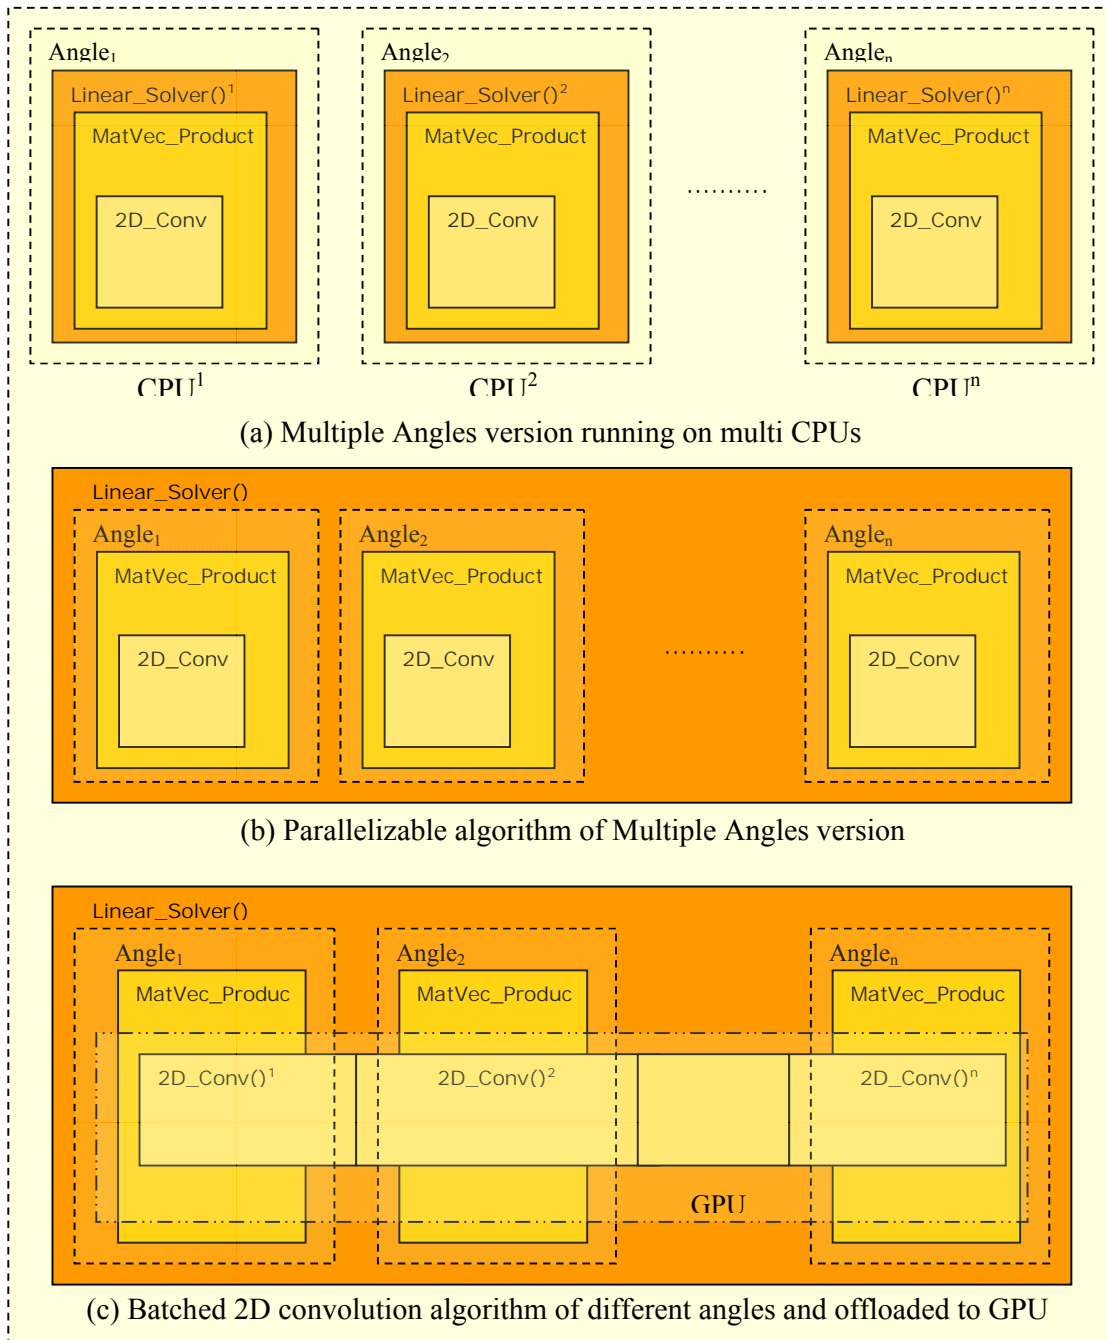 Angle₁ Angle₂ Angleₙ
Linear_Solver()¹ Linear_Solver()² Linear_Solver()ⁿ
MatVec_Product MatVec_Product MatVec_Product
..........
2D_Conv 2D_Conv 2D_Conv
CPU¹ CPU² CPUⁿ
(a) Multiple Angles version running on multi CPUs
Linear_Solver()
Angle₁ Angle₂ Angleₙ
MatVec_Product MatVec_Product MatVec_Product
..........
2D_Conv 2D_Conv 2D_Conv
(b) Parallelizable algorithm of Multiple Angles version
Linear_Solver()
Angle₁ Angle₂ Angleₙ
MatVec_Produc MatVec_Produc MatVec_Produc
2D_Conv()¹ 2D_Conv()² 2D_Conv()ⁿ
GPU
(c) Batched 2D convolution algorithm of different angles and offloaded to GPU